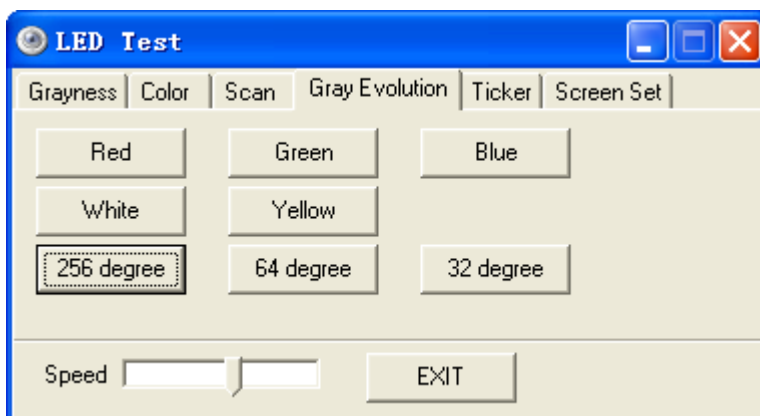 LED Test
Grayness Color Scan Gray Evolution Ticker Screen Set
Red Green Blue
White Yellow
256 degree 64 degree 32 degree
Speed EXIT